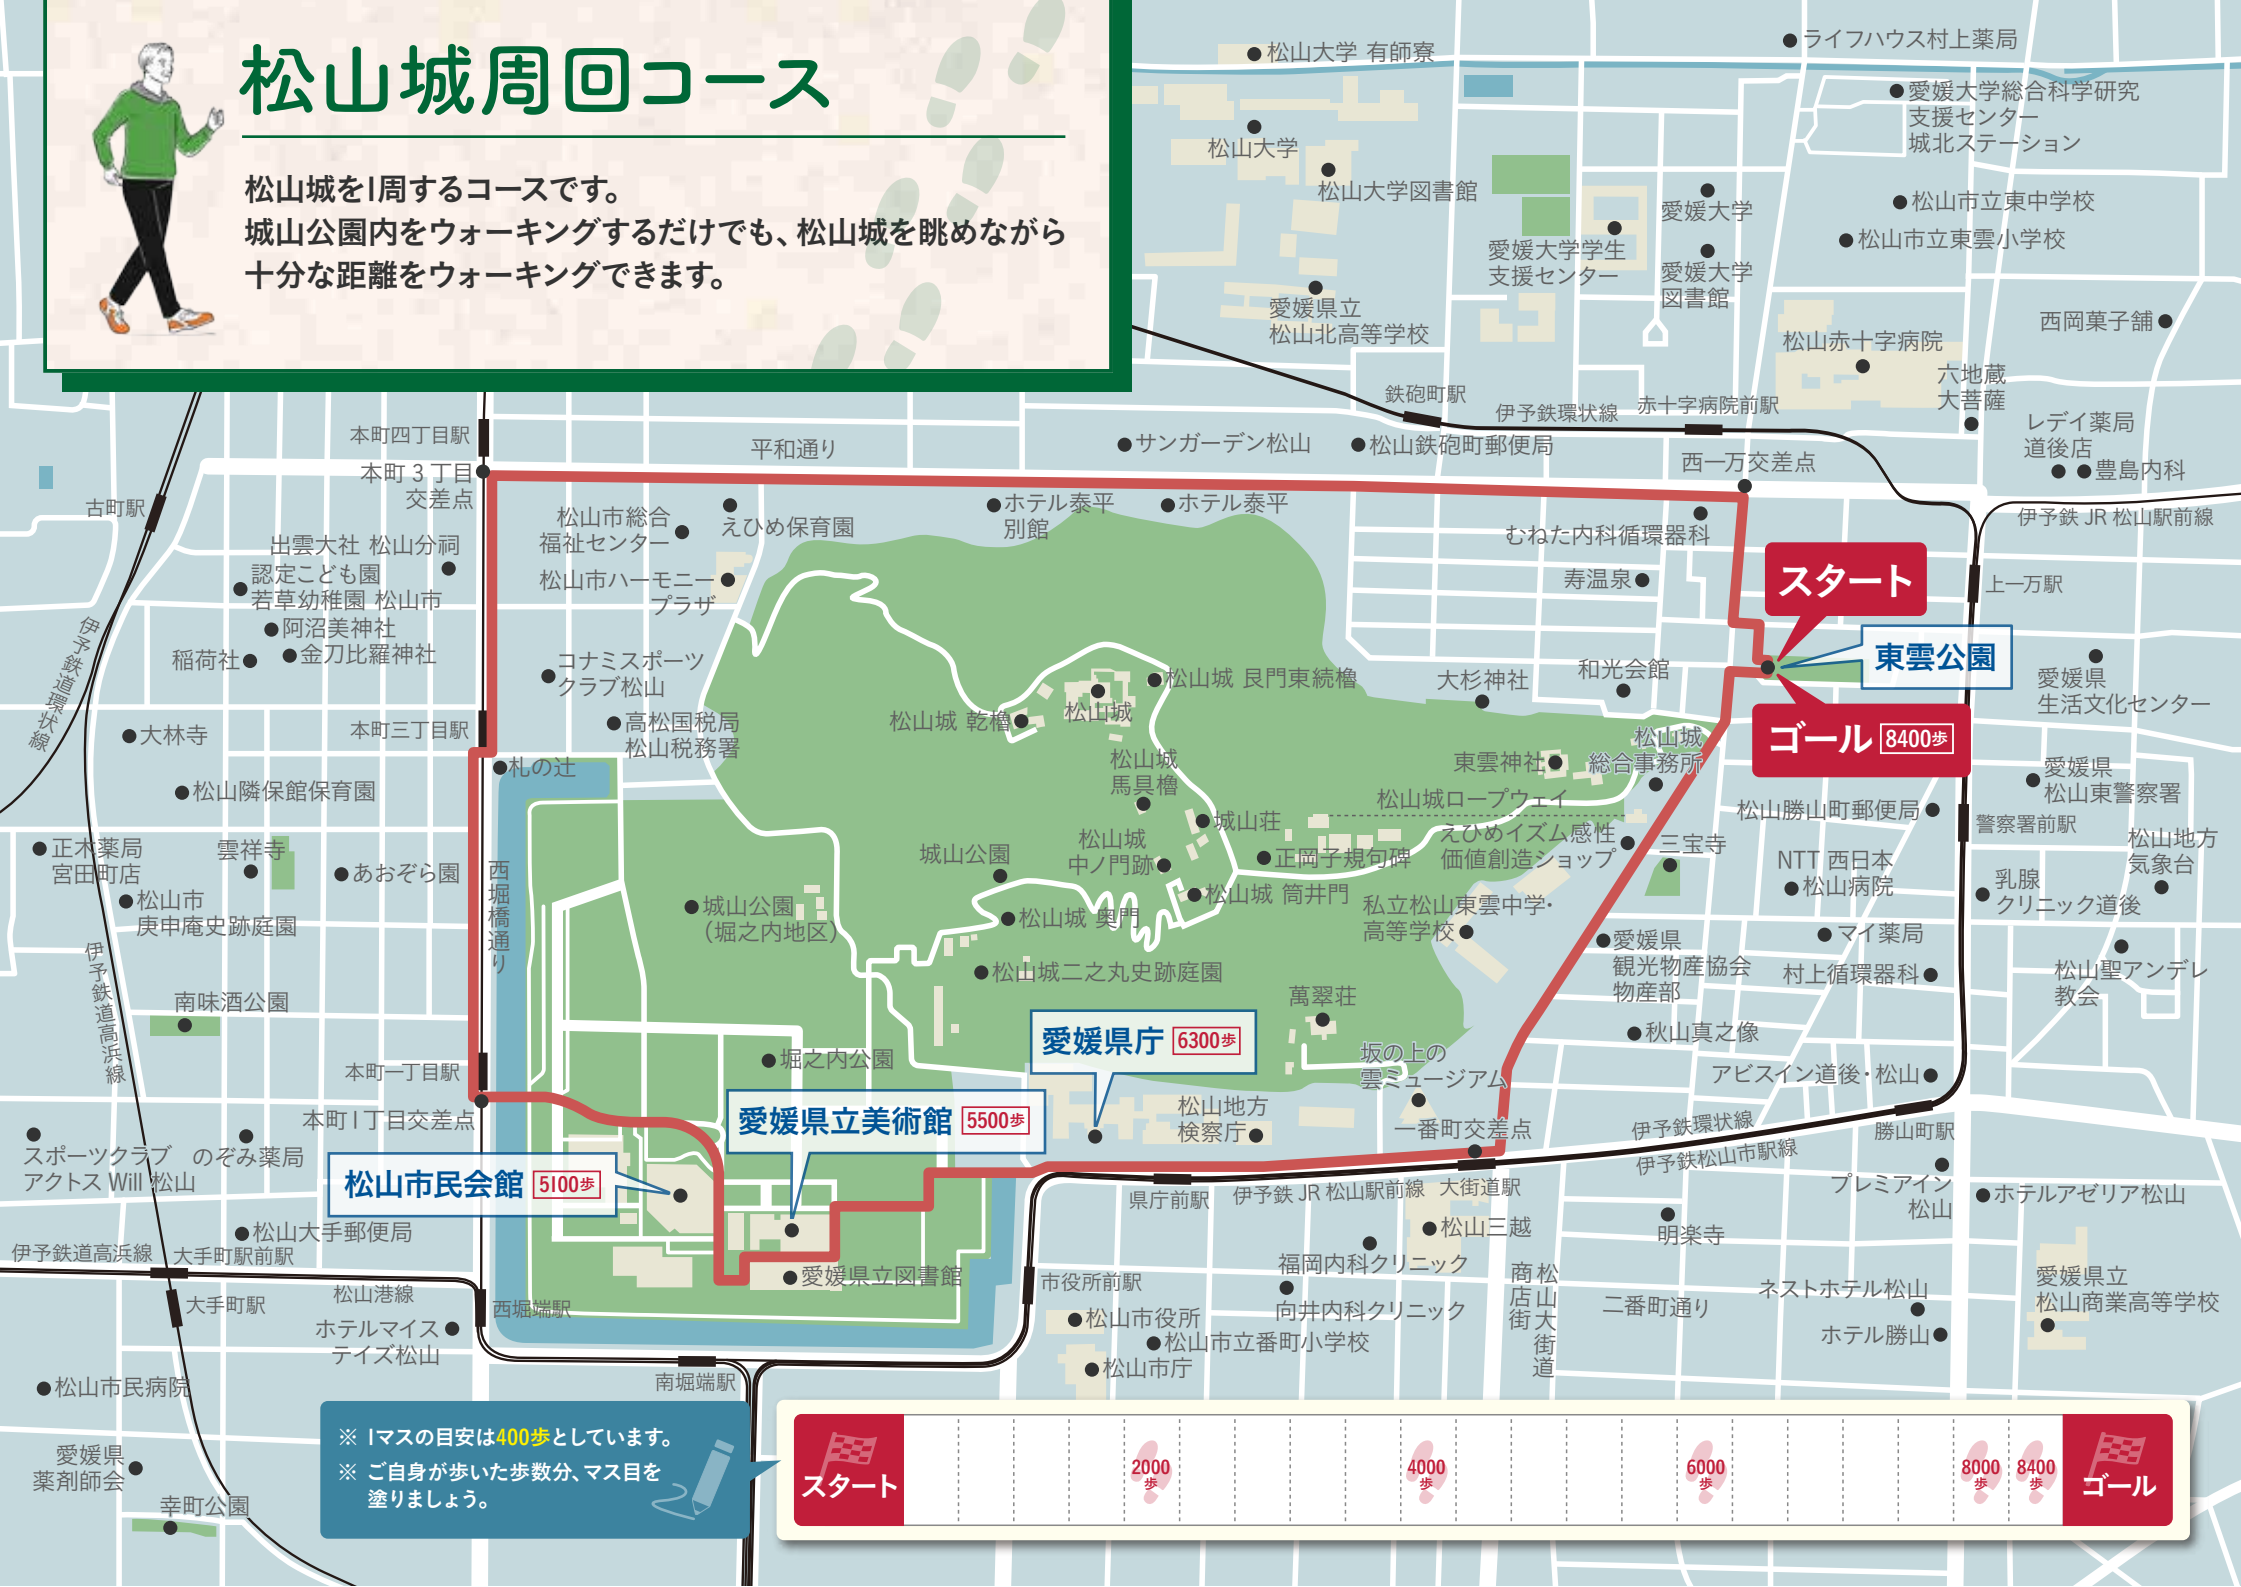 松山城周回コース
松山城を1周するコースです。
城山公園内をウォーキングするだけでも、松山城を眺めながら
十分な距離をウォーキングできます。
松山大学 有師寮
ライフハウス村上薬局
愛媛大学総合科学研究
支援センター
城北ステーション
松山大学
松山大学図書館
愛媛大学
松山市立東中学校
松山市立東雲小学校
愛媛大学学生
支援センター
愛媛大学
図書館
愛媛県立
松山北高等学校
西岡菓子舗
松山赤十字病院
六地蔵
大菩薩
鉄砲町駅
伊予鉄環状線
赤十字病院前駅
レデイ薬局
道後店
豊島内科
本町四丁目駅
平和通り
サンガーデン松山
松山鉄砲町郵便局
西一万交差点
本町3丁目
交差点
古町駅
伊予鉄JR松山駅前線
松山市総合
福祉センター
えひめ保育園
ホテル泰平
別館
ホテル泰平
むねた内科循環器科
出雲大社 松山分祠
認定こども園
若草幼稚園 松山市
松山市ハーモニー
プラザ
寿温泉
スタート
上一万駅
伊予鉄道環状線
阿沼美神社
稲荷社
金刀比羅神社
東雲公園
コナミスポーツ
クラブ松山
松山城 艮門東続櫓
大杉神社
和光会館
愛媛県
生活文化センター
大林寺
本町三丁目駅
高松国税局
松山税務署
松山城 乾櫓
松山城
松山城
総合事務所
ゴール 8400歩
札の辻
松山城
馬具櫓
東雲神社
愛媛県
松山東警察署
松山隣保館保育園
松山城ロープウェイ
松山勝山町郵便局
正木薬局
宮田町店
雲祥寺
城山荘
えひめイズム感性
価値創造ショップ
三宝寺
警察署前駅
松山地方
気象台
あおぞら園
西堀橋通り
城山公園
松山城
中ノ門跡
正岡子規句碑
NTT西日本
松山病院
乳腺
クリニック道後
松山市
庚申庵史跡庭園
城山公園
(堀之内地区)
松山城 奥門
松山城 筒井門
私立松山東雲中学・
高等学校
愛媛県
観光物産協会
物産部
マイ薬局
伊予鉄道高浜線
松山城二之丸史跡庭園
村上循環器科
松山聖アンデレ
教会
南味酒公園
萬翠荘
愛媛県庁 6300歩
秋山真之像
本町一丁目駅
堀之内公園
坂の上の
雲ミュージアム
アビスイン道後・松山
本町1丁目交差点
愛媛県立美術館 5500歩
松山地方
検察庁
一番町交差点
伊予鉄環状線
伊予鉄松山市駅線
勝山町駅
スポーツクラブ
アクトスWill松山
のぞみ薬局
松山市民会館 5100歩
県庁前駅
伊予鉄JR松山駅前線
大街道駅
プレミアイン
松山
ホテルアゼリア松山
松山大手郵便局
松山三越
明楽寺
伊予鉄道高浜線
大手町駅前駅
福岡内科クリニック
愛媛県立図書館
市役所前駅
大手町駅
松山港線
西堀端駅
向井内科クリニック
松山大街道
商店街
二番町通り
ネストホテル松山
愛媛県立
松山商業高等学校
ホテルマイス
テイズ松山
松山市役所
松山市立番町小学校
松山市庁
ホテル勝山
松山市民病院
南堀端駅
愛媛県
薬剤師会
幸町公園
※ 1マスの目安は400歩としています。
※ ご自身が歩いた歩数分、マス目を
塗りましょう。
スタート
2000歩
4000歩
6000歩
8000歩
8400歩
ゴール